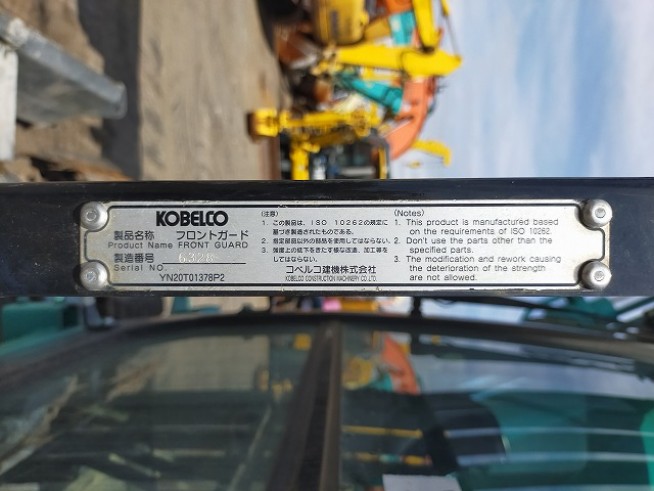 KOBELCO
製品名称 フロントガード
Product Name FRONT GUARD
製造番号
Serial NO.
YN20T01378P2
(注意)
1. この製品は、ISO 10262の規定に
基づき製造されたものです。
2. 指定部品以外の部品を使用してはならない。
3. 強度上の低下をきたす様な改造、加工等を
してはならない。
コベルコ建機株式会社
KOBELCO CONSTRUCTION MACHINERY CO.,LTD.
(Notes)
1. This product is manufactured based
on the requirements of ISO 10262.
2. Don't use the parts other than the
specified parts.
3. The modification and rework causing
the deterioration of the strength
are not allowed.